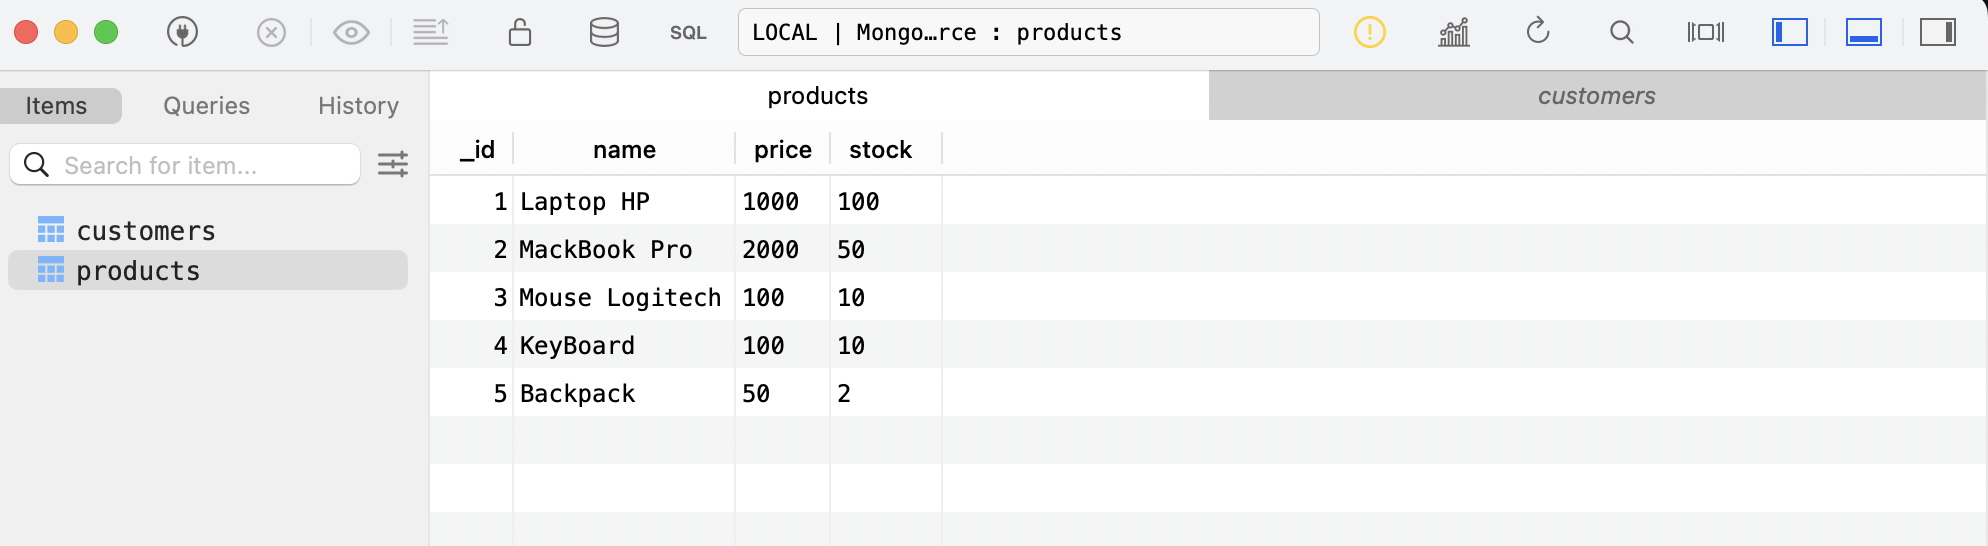 SQL LOCAL | Mongo…rce : products
Items Queries History
products customers
Search for item...
customers
products
_id name price stock
1 Laptop HP 1000 100
2 MackBook Pro 2000 50
3 Mouse Logitech 100 10
4 KeyBoard 100 10
5 Backpack 50 2